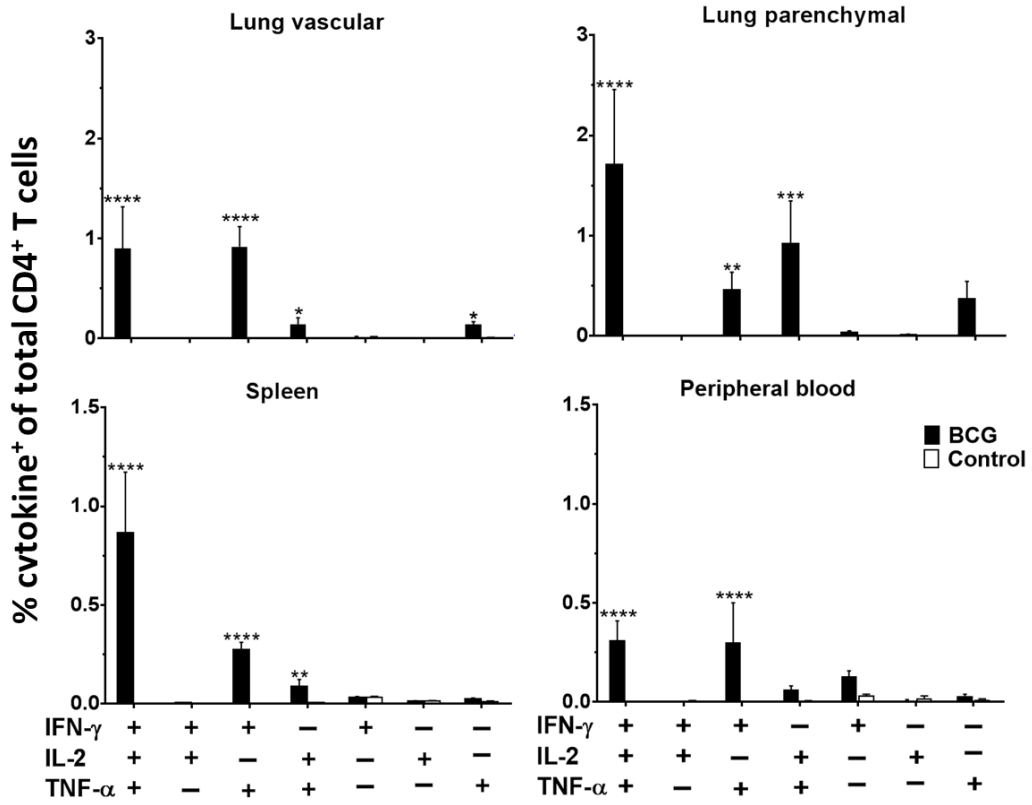 Lung vascular
Lung parenchymal
% cytokine⁺ of total CD4⁺ T cells
3
2
1
0
****
****
*
*
3
2
1
0
****
**
***
Spleen
Peripheral blood
1.5
1.0
0.5
0.0
****
****
**
1.5
1.0
0.5
0.0
****
****
BCG
Control
IFN-γ + + + − + − −
IL-2 + + − + − + −
TNF-α + − + + − − +
IFN-γ + + + − + − −
IL-2 + + − + − + −
TNF-α + − + + − − +